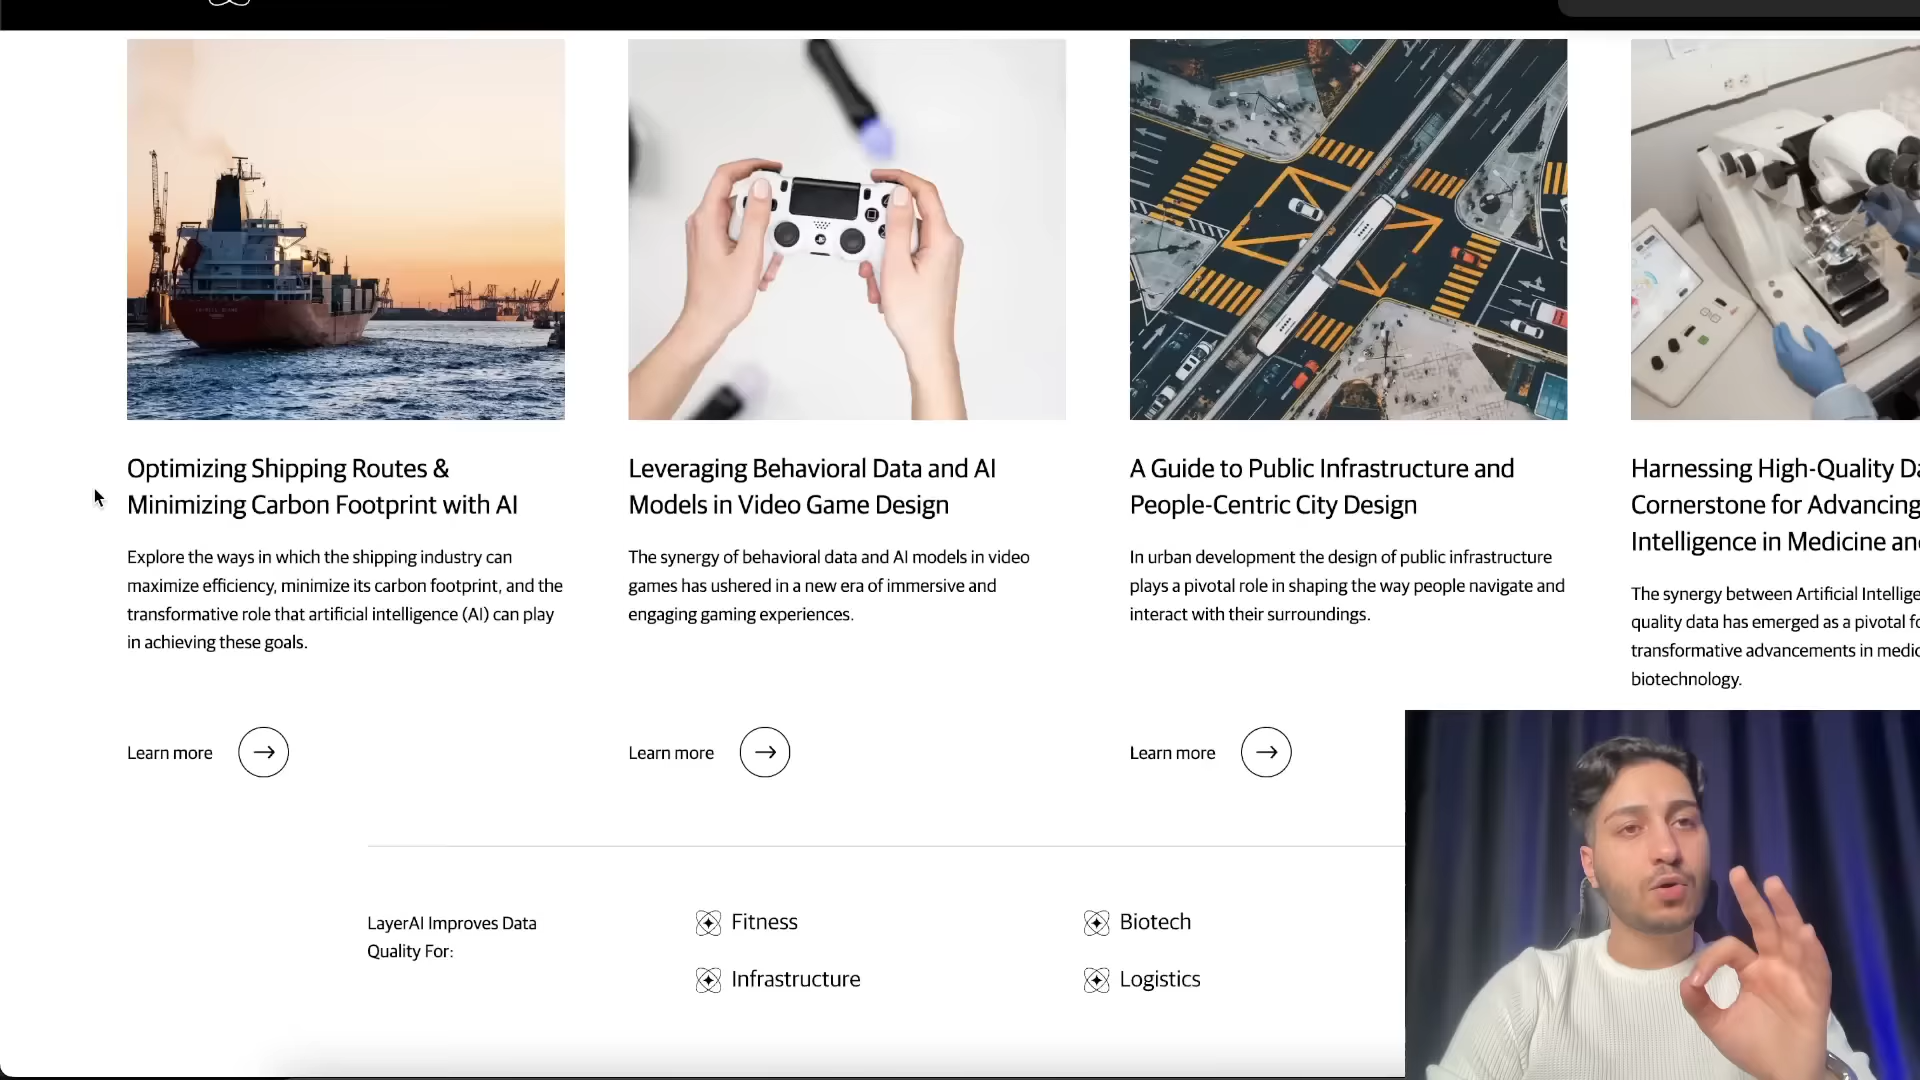 Optimizing Shipping Routes &
Minimizing Carbon Footprint with AI
Explore the ways in which the shipping industry can
maximize efficiency, minimize its carbon footprint, and the
transformative role that artificial intelligence (AI) can play
in achieving these goals.
Learn more
Leveraging Behavioral Data and AI
Models in Video Game Design
The synergy of behavioral data and AI models in video
games has ushered in a new era of immersive and
engaging gaming experiences.
Learn more
A Guide to Public Infrastructure and
People-Centric City Design
In urban development the design of public infrastructure
plays a pivotal role in shaping the way people navigate and
interact with their surroundings.
Learn more
Harnessing High-Quality Da
Cornerstone for Advancing
Intelligence in Medicine an
The synergy between Artificial Intellige
quality data has emerged as a pivotal fo
transformative advancements in medic
biotechnology.
LayerAI Improves Data
Quality For:
Fitness
Infrastructure
Biotech
Logistics